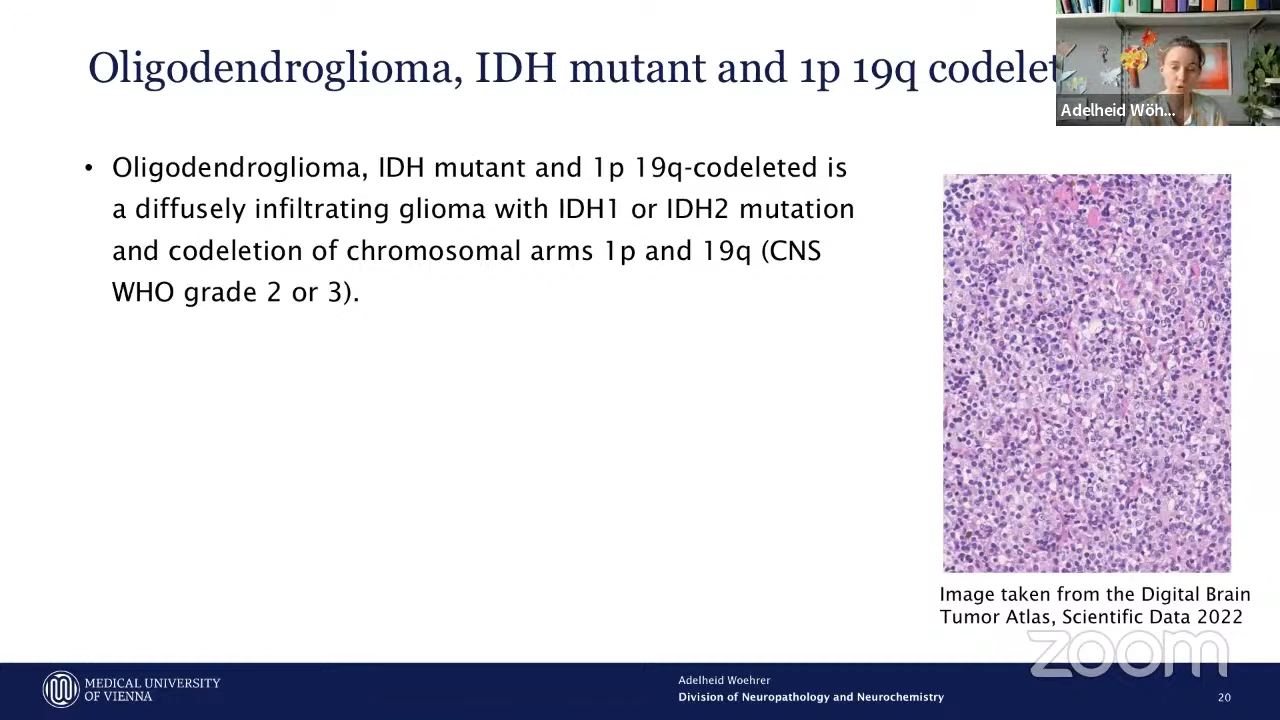 Oligodendroglioma, IDH mutant and 1p 19q codelet
Adelheid Wöh...
• Oligodendroglioma, IDH mutant and 1p 19q-codeleted is
a diffusely infiltrating glioma with IDH1 or IDH2 mutation
and codeletion of chromosomal arms 1p and 19q (CNS
WHO grade 2 or 3).
Image taken from the Digital Brain
Tumor Atlas, Scientific Data 2022
zoom
MEDICAL UNIVERSITY
OF VIENNA
Adelheid Woehrer
Division of Neuropathology and Neurochemistry
20